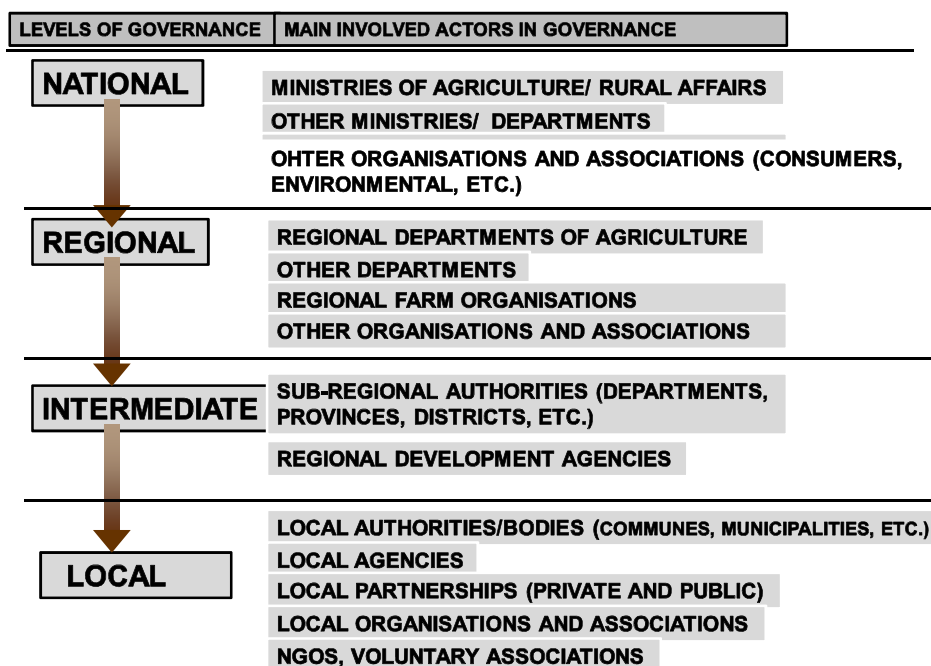 LEVELS OF GOVERNANCE MAIN INVOLVED ACTORS IN GOVERNANCE
NATIONAL
MINISTRIES OF AGRICULTURE/ RURAL AFFAIRS
OTHER MINISTRIES/ DEPARTMENTS
OHTER ORGANISATIONS AND ASSOCIATIONS (CONSUMERS,
ENVIRONMENTAL, ETC.)
REGIONAL
REGIONAL DEPARTMENTS OF AGRICULTURE
OTHER DEPARTMENTS
REGIONAL FARM ORGANISATIONS
OTHER ORGANISATIONS AND ASSOCIATIONS
INTERMEDIATE
SUB-REGIONAL AUTHORITIES (DEPARTMENTS,
PROVINCES, DISTRICTS, ETC.)
REGIONAL DEVELOPMENT AGENCIES
LOCAL
LOCAL AUTHORITIES/BODIES (COMMUNES, MUNICIPALITIES, ETC.)
LOCAL AGENCIES
LOCAL PARTNERSHIPS (PRIVATE AND PUBLIC)
LOCAL ORGANISATIONS AND ASSOCIATIONS
NGOS, VOLUNTARY ASSOCIATIONS